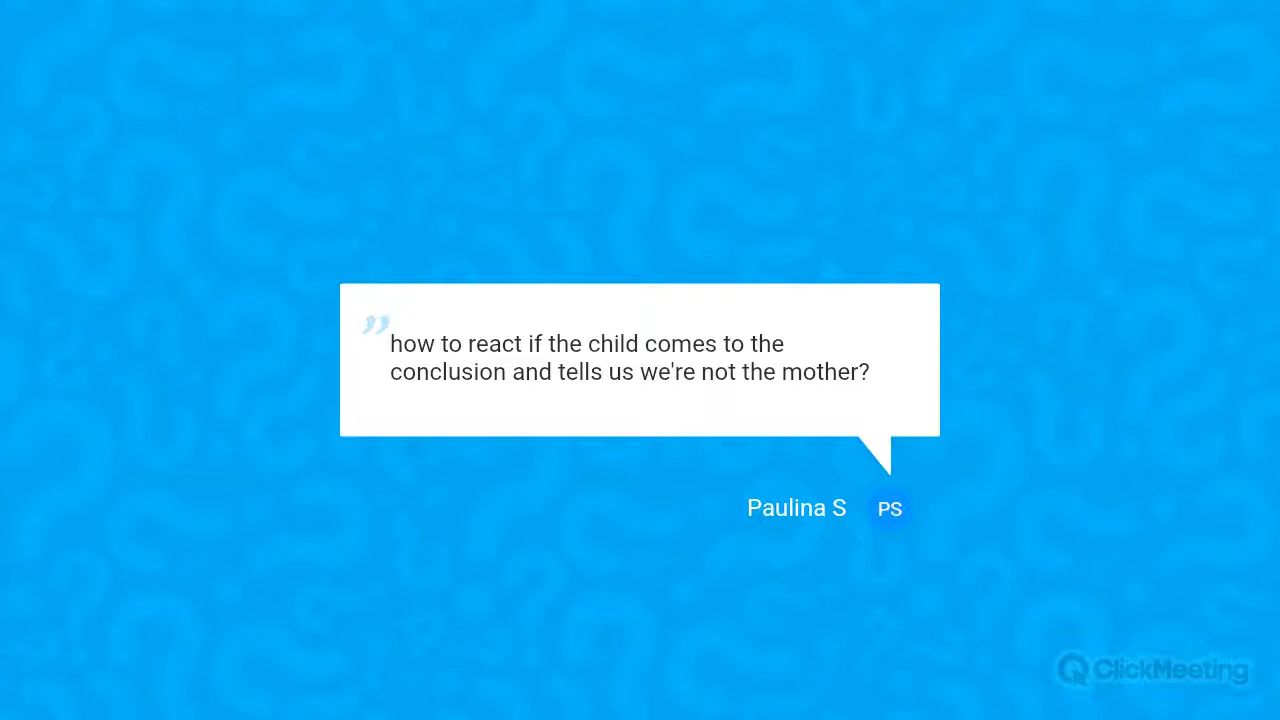 how to react if the child comes to the
conclusion and tells us we're not the mother?
Paulina S
PS
ClickMeeting